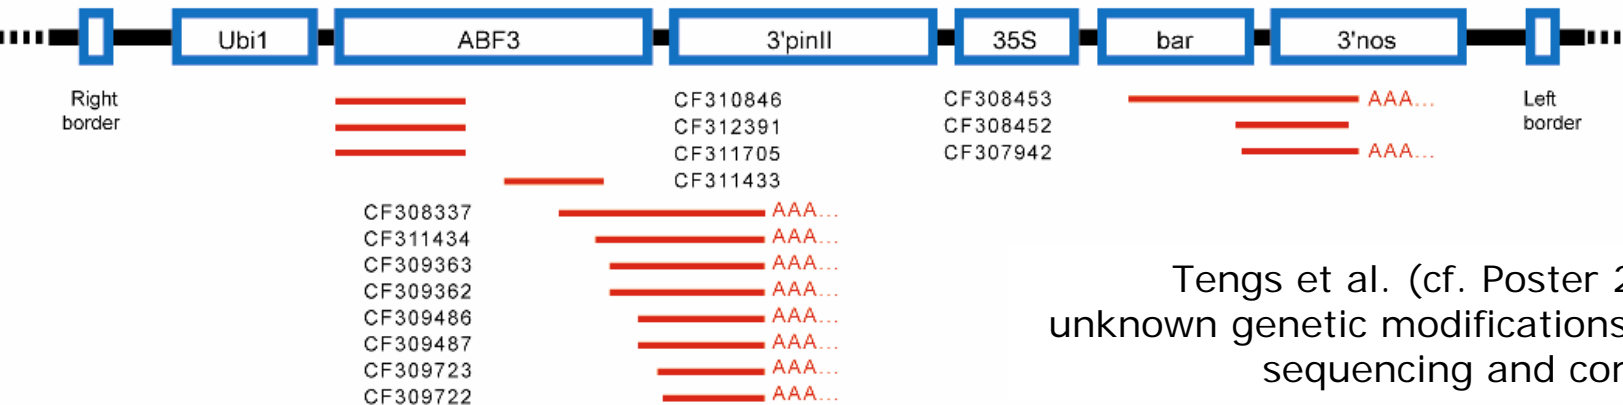 Ubi1 ABF3 3'pinII 35S bar 3'nos
Right
border
CF310846
CF312391
CF311705
CF311433
CF308453 AAA...
CF308452
CF307942 AAA...
Left
border
CF308337 AAA...
CF311434 AAA...
CF309363 AAA...
CF309362 AAA...
CF309486 AAA...
CF309487 AAA...
CF309723 AAA...
CF309722 AAA...
Tengs et al. (cf. Poster 2
unknown genetic modifications
sequencing and cor